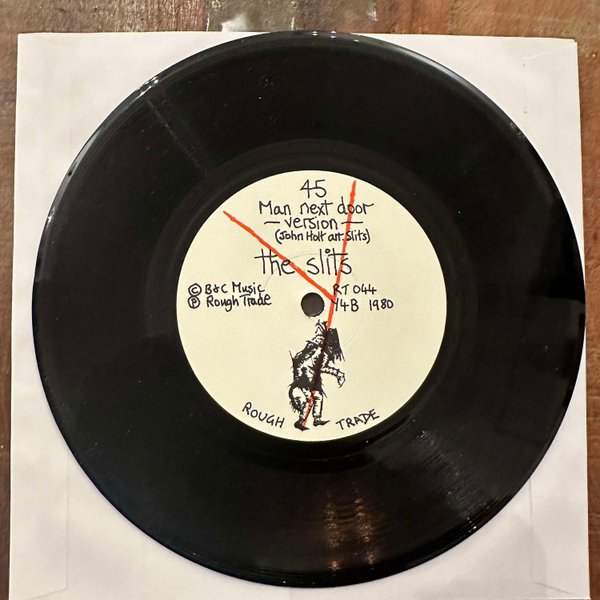 45
Man next door
— version —
(John Holt arr. Slits)
the slits
© B+C Music
℗ Rough Trade
RT 044
Y4B 1980
ROUGH TRADE